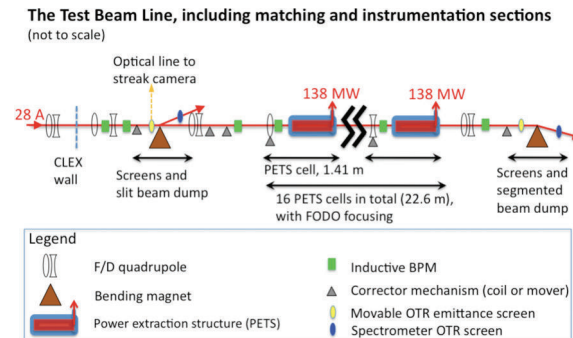 The Test Beam Line, including matching and instrumentation sections
(not to scale)
Optical line to
streak camera
138 MW
138 MW
28 A
CLEX
wall
Screens and
slit beam dump
PETS cell, 1.41 m
16 PETS cells in total (22.6 m),
with FODO focusing
Screens and
segmented
beam dump
Legend
F/D quadrupole
Bending magnet
Power extraction structure (PETS)
Inductive BPM
Corrector mechanism (coil or mover)
Movable OTR emittance screen
Spectrometer OTR screen